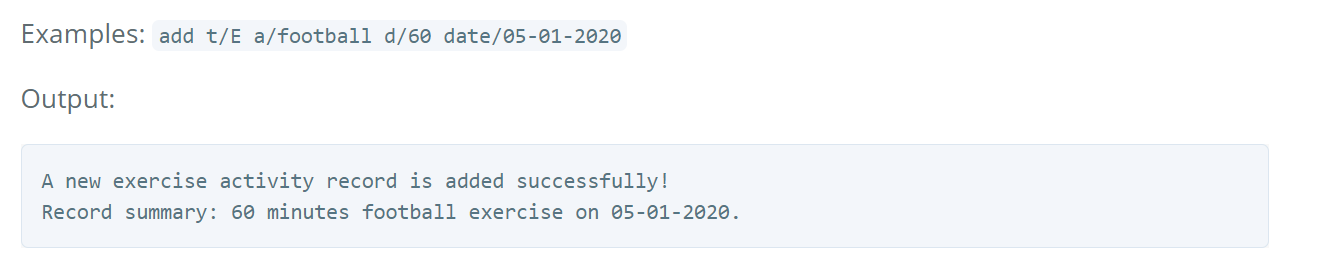 Examples: add t/E a/football d/60 date/05-01-2020
Output:
A new exercise activity record is added successfully!
Record summary: 60 minutes football exercise on 05-01-2020.